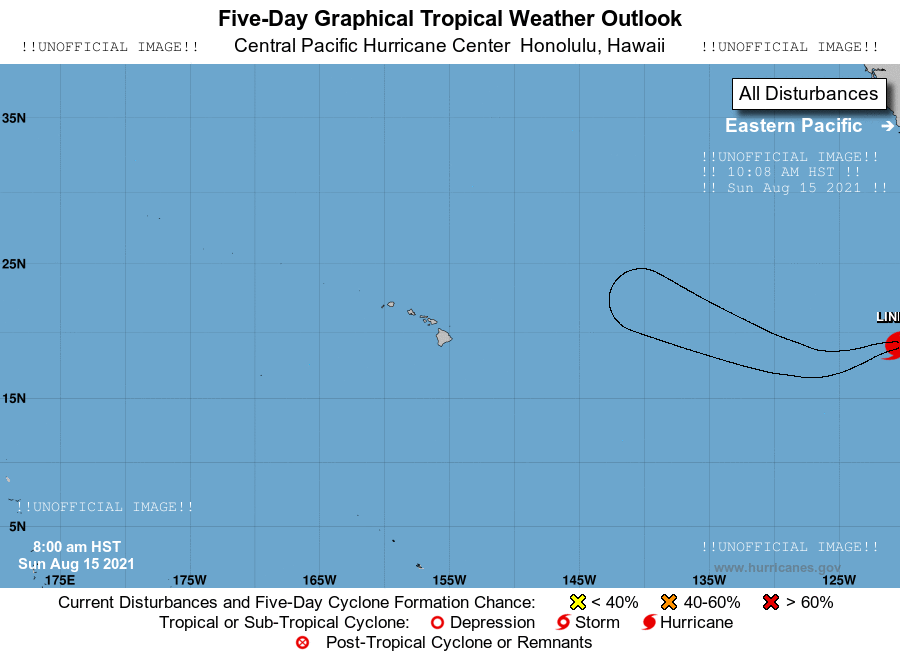 Five-Day Graphical Tropical Weather Outlook
!!UNOFFICIAL IMAGE!! Central Pacific Hurricane Center Honolulu, Hawaii !!UNOFFICIAL IMAGE!!
All Disturbances
35N
Eastern Pacific →
!!UNOFFICIAL IMAGE!!
!! 10:08 AM HST !!
!! Sun Aug 15 2021 !!
25N
LIN
15N
!!UNOFFICIAL IMAGE!!
5N
8:00 am HST
Sun Aug 15 2021
!!UNOFFICIAL IMAGE!!
www.hurricanes.gov
175E 175W 165W 155W 145W 135W 125W
Current Disturbances and Five-Day Cyclone Formation Chance: < 40% 40-60% > 60%
Tropical or Sub-Tropical Cyclone: Depression Storm Hurricane
Post-Tropical Cyclone or Remnants